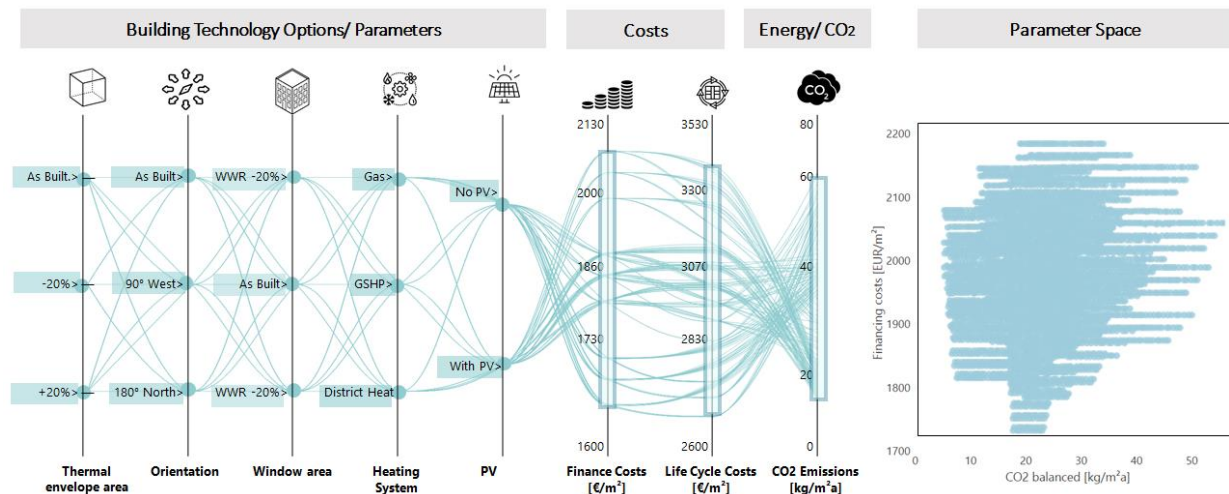 Building Technology Options/ Parameters
Costs
Energy/ CO2
Parameter Space
CO2
2130
3530
80
As Built.>
As Built>
WWR -20%>
Gas>
No PV>
2000
3300
60
-20%>
90° West>
As Built>
GSHP>
1860
3070
40
1730
2830
With PV>
20
+20%>
180° North>
WWR -20%>
District Heat
1600
2600
0
Thermal
envelope area
Orientation
Window area
Heating
System
PV
Finance Costs
[€/m²]
Life Cycle Costs
[€/m²]
CO2 Emissions
[kg/m²a]
2200
2100
2000
1900
1800
1700
Financing costs [EUR/m²]
0
10
20
30
40
50
CO2 balanced [kg/m²a]